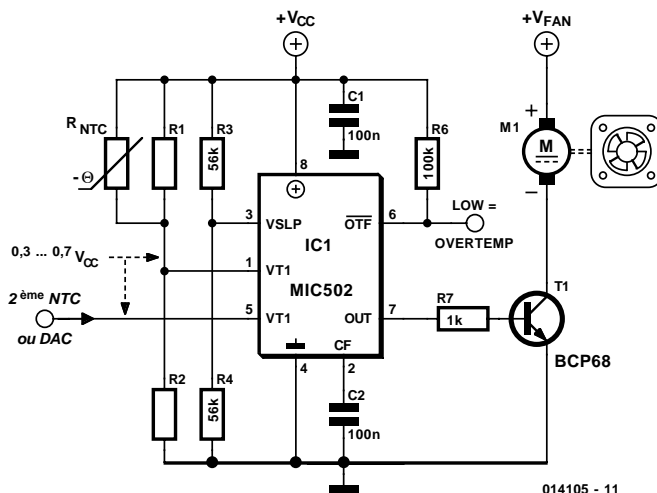 +VCC
+VFAN
RNTC
-Θ
R1
R3
56k
C1
100n
R6
100k
M1
+
M
−
8
3
VSLP
OTF
6
LOW =
OVERTEMP
IC1
0,3 ... 0,7 VCC
1
VT1
MIC502
2ème NTC
ou DAC
5
VT1
OUT
7
R7
1k
T1
BCP68
CF
4
2
R2
R4
56k
C2
100n
014105 - 11